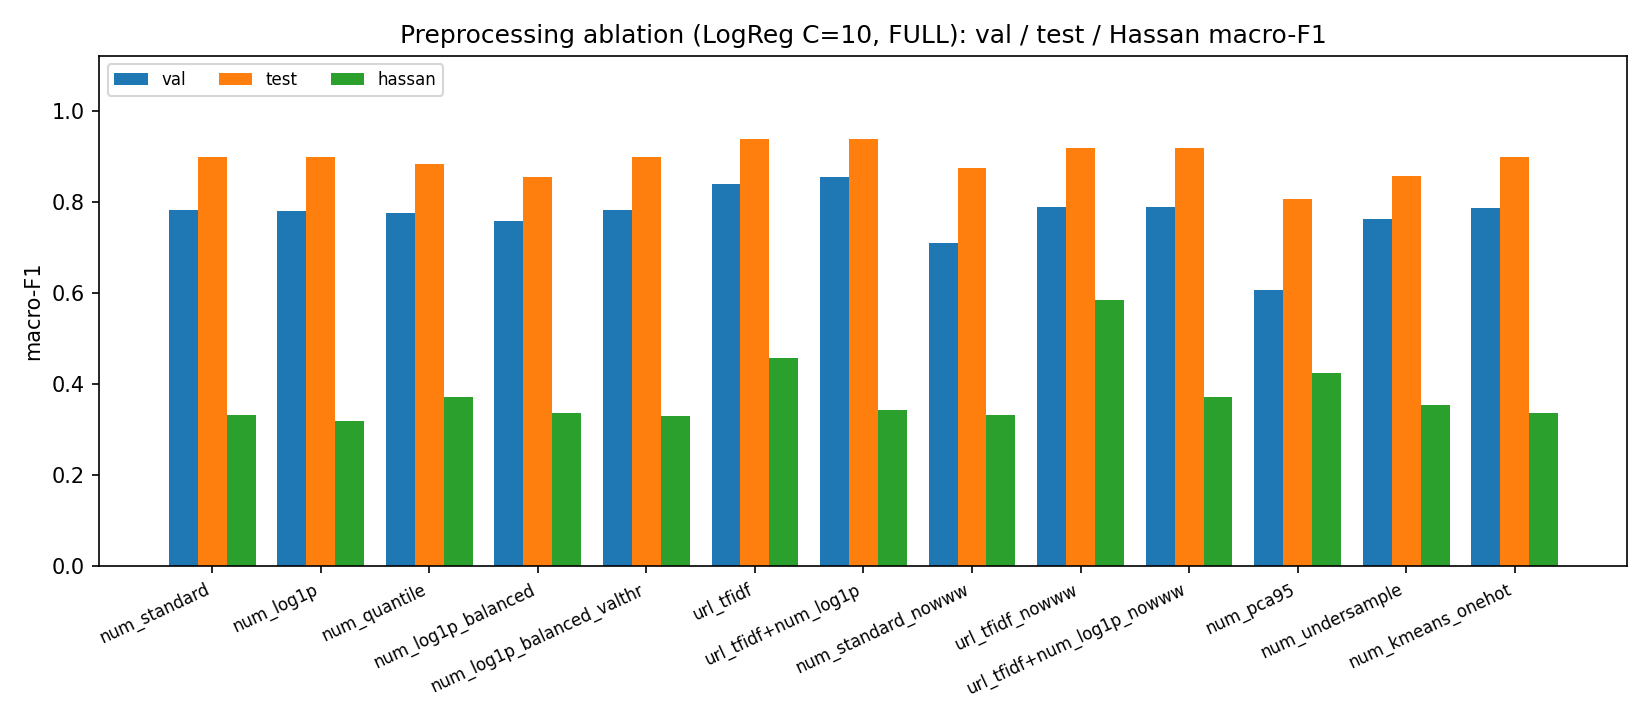 Preprocessing ablation (LogReg C=10, FULL): val / test / Hassan macro-F1
val test hassan
macro-F1
1.0
0.8
0.6
0.4
0.2
0.0
num_standard
num_log1p
num_quantile
num_log1p_balanced
num_log1p_balanced_valthr
url_tfidf
url_tfidf+num_log1p
num_standard_nowww
url_tfidf_nowww
url_tfidf+num_log1p_nowww
num_pca95
num_undersample
num_kmeans_onehot